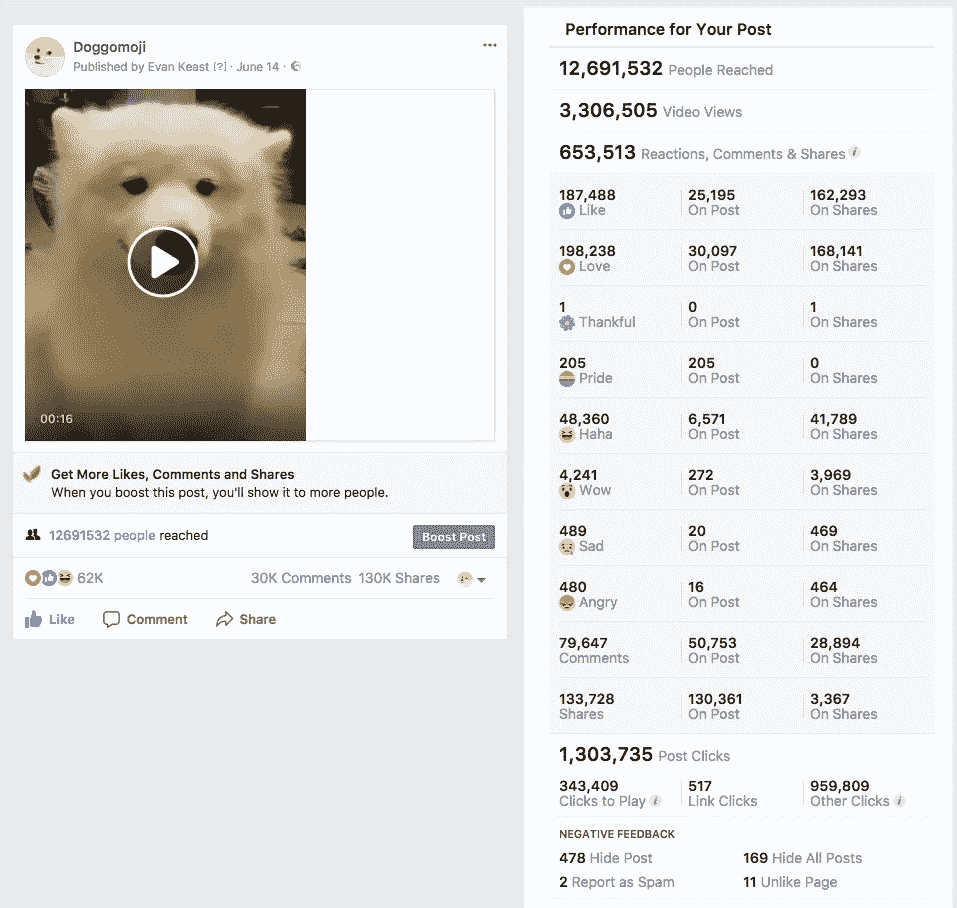 Doggomoji
Published by Evan Keast [?] · June 14 ·
00:16
Get More Likes, Comments and Shares
When you boost this post, you'll show it to more people.
12691532 people reached
Boost Post
62K
30K Comments 130K Shares
Like Comment Share
Performance for Your Post
12,691,532 People Reached
3,306,505 Video Views
653,513 Reactions, Comments & Shares
187,488 25,195 162,293
Like On Post On Shares
198,238 30,097 168,141
Love On Post On Shares
1 0 1
Thankful On Post On Shares
205 205 0
Pride On Post On Shares
48,360 6,571 41,789
Haha On Post On Shares
4,241 272 3,969
Wow On Post On Shares
489 20 469
Sad On Post On Shares
480 16 464
Angry On Post On Shares
79,647 50,753 28,894
Comments On Post On Shares
133,728 130,361 3,367
Shares On Post On Shares
1,303,735 Post Clicks
343,409 517 959,809
Clicks to Play Link Clicks Other Clicks
NEGATIVE FEEDBACK
478 Hide Post 169 Hide All Posts
2 Report as Spam 11 Unlike Page